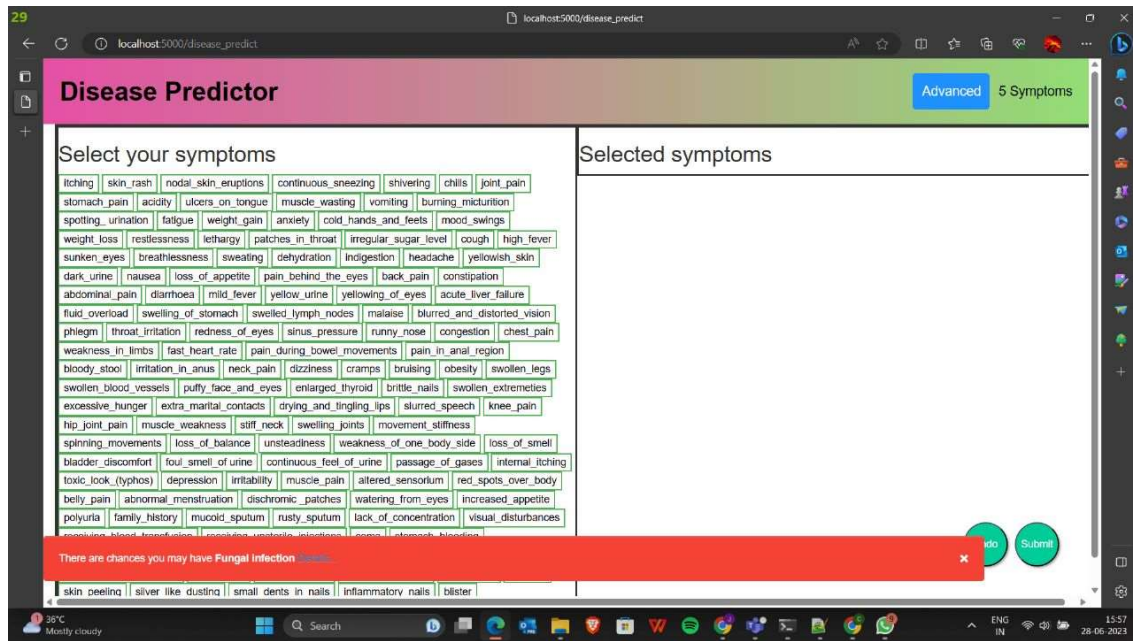 29
localhost:5000/disease_predict
localhost:5000/disease_predict
Disease Predictor
Advanced 5 Symptoms
Select your symptoms
Selected symptoms
itching skin_rash nodal_skin_eruptions continuous_sneezing shivering chills joint_pain
stomach_pain acidity ulcers_on_tongue muscle_wasting vomiting burning_micturition
spotting_ urination fatigue weight_gain anxiety cold_hands_and_feets mood_swings
weight_loss restlessness lethargy patches_in_throat irregular_sugar_level cough high_fever
sunken_eyes breathlessness sweating dehydration indigestion headache yellowish_skin
dark_urine nausea loss_of_appetite pain_behind_the_eyes back_pain constipation
abdominal_pain diarrhoea mild_fever yellow_urine yellowing_of_eyes acute_liver_failure
fluid_overload swelling_of_stomach swelled_lymph_nodes malaise blurred_and_distorted_vision
phlegm throat_irritation redness_of_eyes sinus_pressure runny_nose congestion chest_pain
weakness_in_limbs fast_heart_rate pain_during_bowel_movements pain_in_anal_region
bloody_stool irritation_in_anus neck_pain dizziness cramps bruising obesity swollen_legs
swollen_blood_vessels puffy_face_and_eyes enlarged_thyroid brittle_nails swollen_extremeties
excessive_hunger extra_marital_contacts drying_and_tingling_lips slurred_speech knee_pain
hip_joint_pain muscle_weakness stiff_neck swelling_joints movement_stiffness
spinning_movements loss_of_balance unsteadiness weakness_of_one_body_side loss_of_smell
bladder_discomfort foul_smell_of urine continuous_feel_of_urine passage_of_gases internal_itching
toxic_look_(typhos) depression irritability muscle_pain altered_sensorium red_spots_over_body
belly_pain abnormal_menstruation dischromic _patches watering_from_eyes increased_appetite
polyuria family_history mucoid_sputum rusty_sputum lack_of_concentration visual_disturbances
receiving_blood_transfusion receiving_unsterile_injections coma stomach_bleeding
Submit
There are chances you may have Fungal infection
×
skin_peeling silver_like_dusting small_dents_in_nails inflammatory_nails blister
36°C
Mostly cloudy
Search
ENG
IN
15:57
28-06-2023